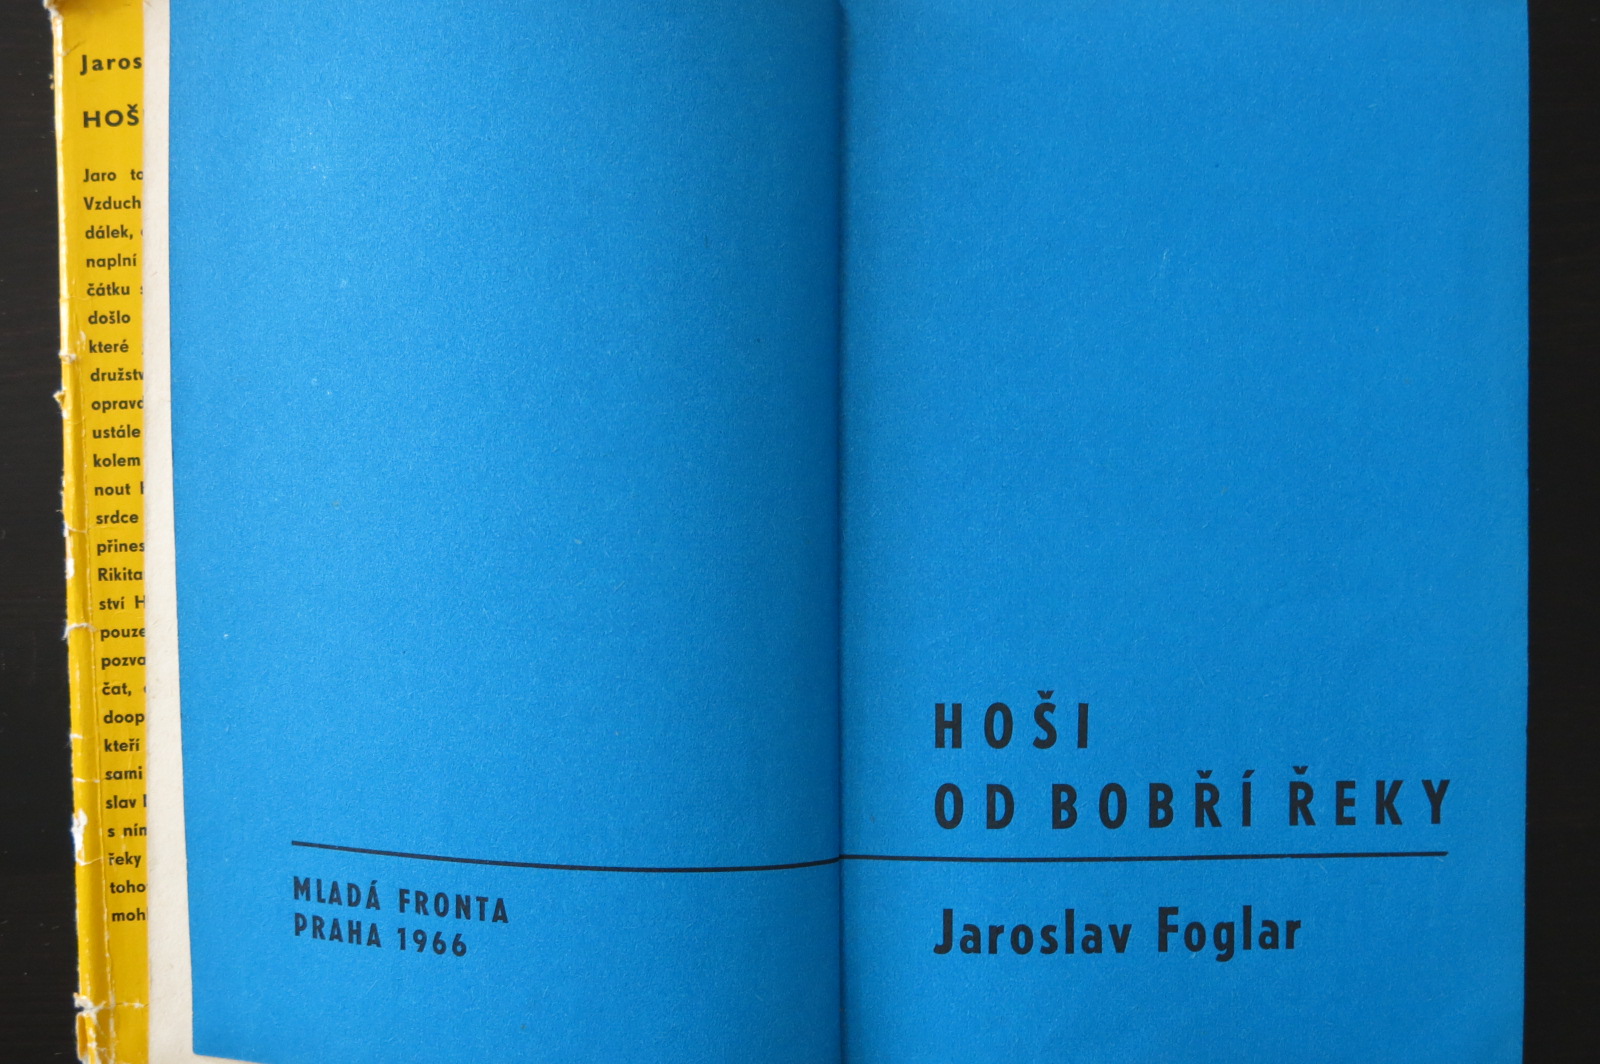 Jaros
HOŠ
Jaro to
Vzduch
dálek,
naplní
čátku
došlo
které
družstv
opravd
ustále
kolem
nout
srdce
přines
Rikita
ství H
pouze
pozva
čat,
doop
kteří
sami
slav
s ním
řeky
toho
moh
MLADÁ FRONTA
PRAHA 1966
HOŠI
OD BOBŘÍ ŘEKY
Jaroslav Foglar